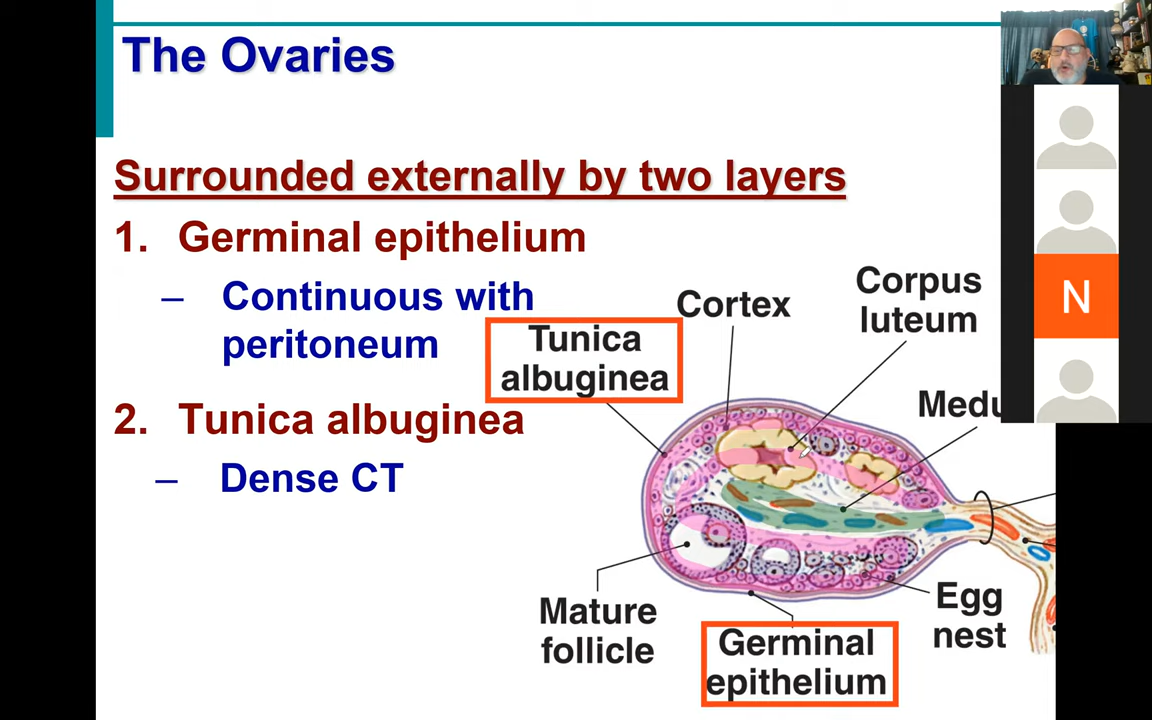 The Ovaries
Surrounded externally by two layers
1. Germinal epithelium
– Continuous with
peritoneum
2. Tunica albuginea
– Dense CT
Tunica
albuginea
Cortex
Corpus
luteum
Medu
Mature
follicle
Germinal
epithelium
Egg
nest
N